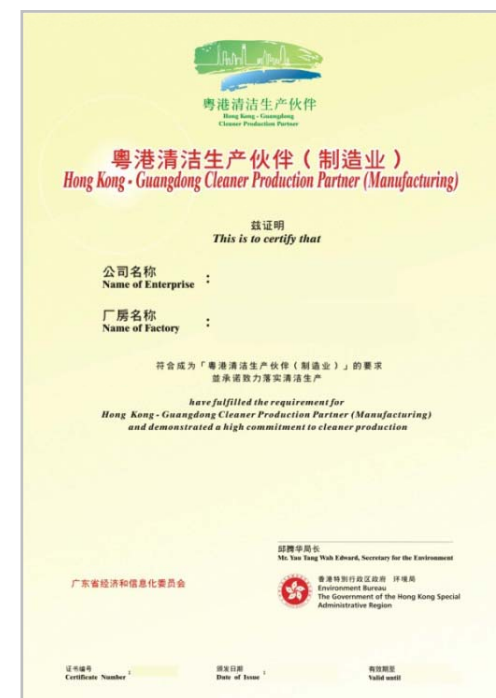 粤港清洁生产伙伴
Hong Kong - Guangdong
Cleaner Production Partner
粤港清洁生产伙伴（制造业）
Hong Kong - Guangdong Cleaner Production Partner (Manufacturing)
兹证明
This is to certify that
公司名称
Name of Enterprise :
厂房名称
Name of Factory :
符合成为「粤港清洁生产伙伴（制造业）」的要求
并承诺致力落实清洁生产
have fulfilled the requirement for
Hong Kong - Guangdong Cleaner Production Partner (Manufacturing)
and demonstrated a high commitment to cleaner production
邱腾华局长
Mr. Yau Tang Wah Edward, Secretary for the Environment
广东省经济和信息化委员会
香港特别行政区政府 环境局
Environment Bureau
The Government of the Hong Kong Special
Administrative Region
证书编号
Certificate Number :
颁发日期
Date of Issue :
有效期至
Valid until